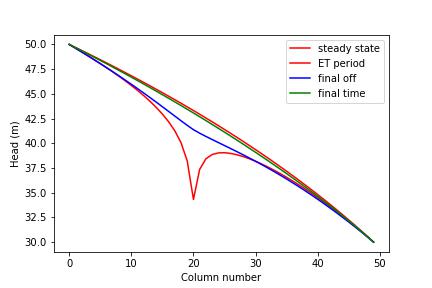 50.0
47.5
45.0
42.5
40.0
37.5
35.0
32.5
30.0
Head (m)
steady state
ET period
final off
final time
0 10 20 30 40 50
Column number